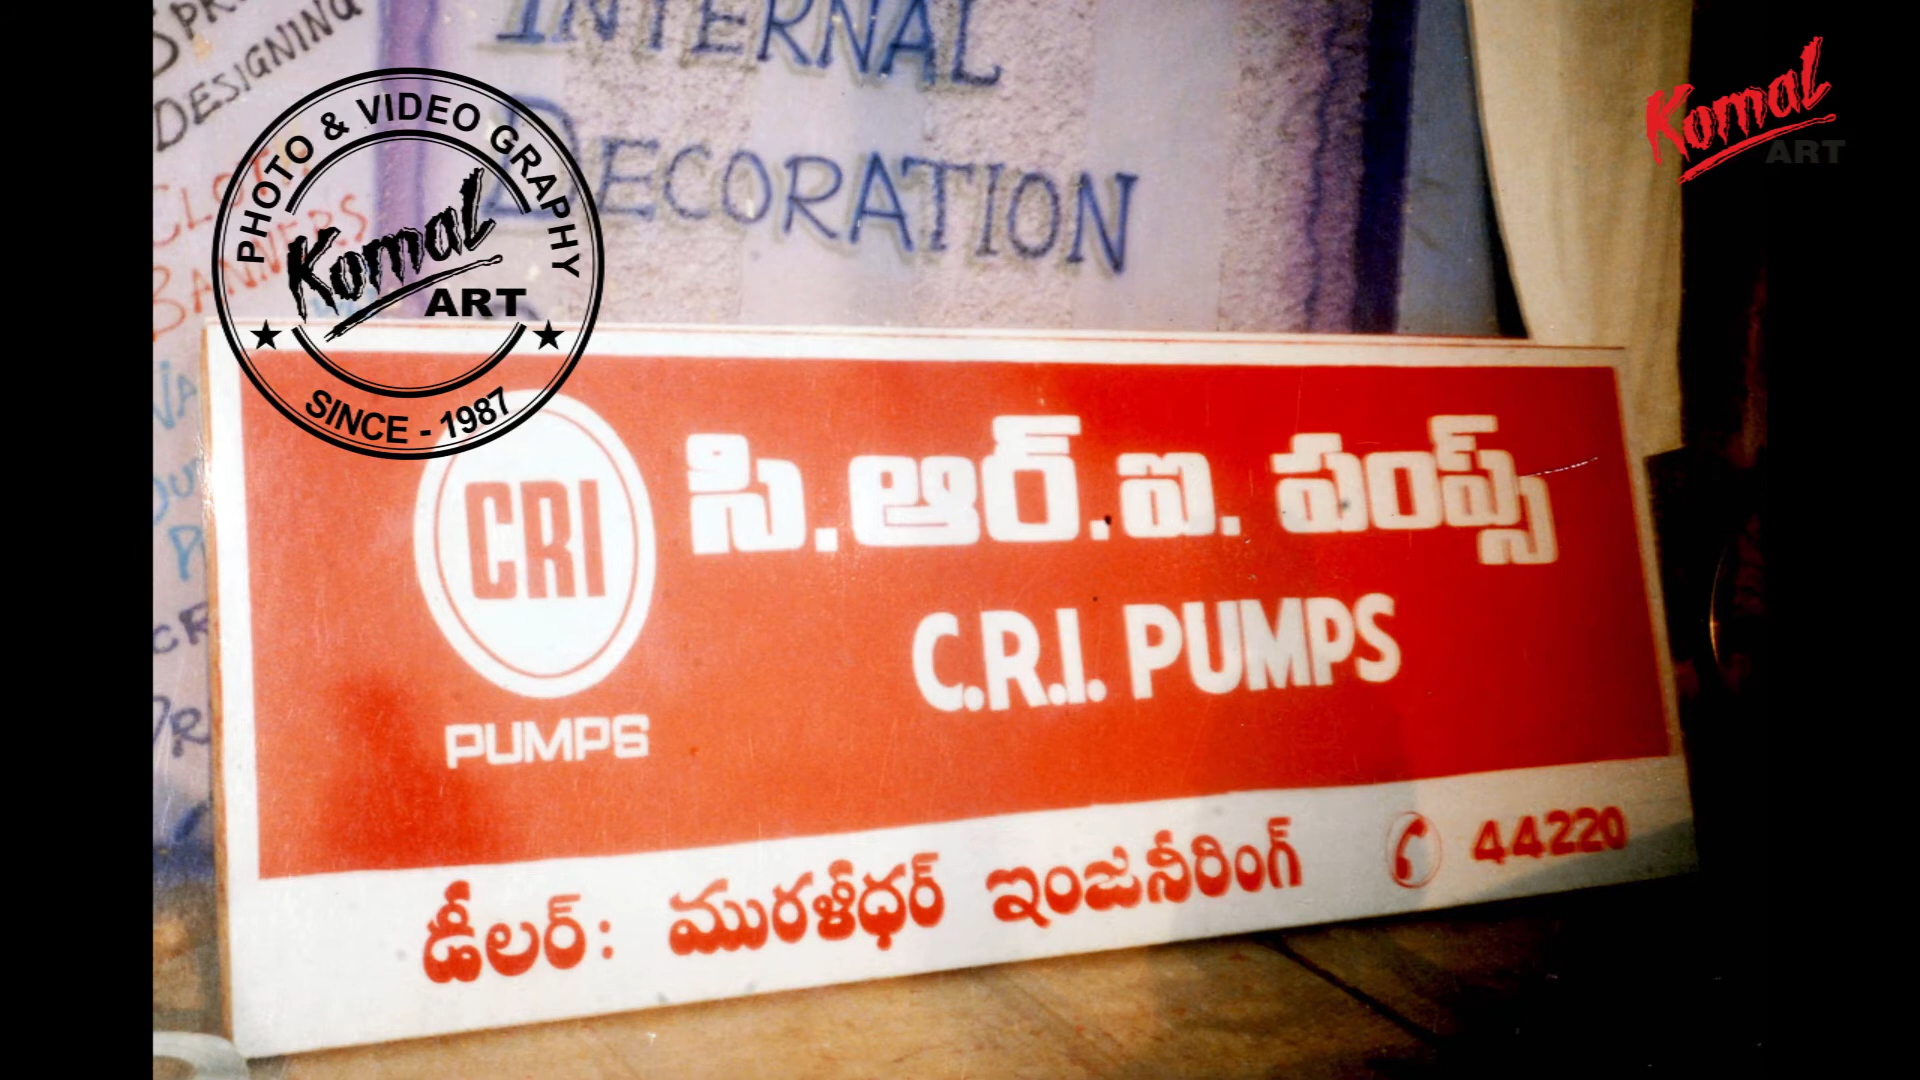 DESIGNING
INTERNAL
DECORATION
BANNERS
PHOTO & VIDEO GRAPHY
Komal
ART
SINCE - 1987
Komal
ART
CRI
PUMPS
సి.ఆర్.ఐ. పంప్స్
C.R.I. PUMPS
డీలర్: మురళీధర్ ఇంజనీరింగ్ 44220